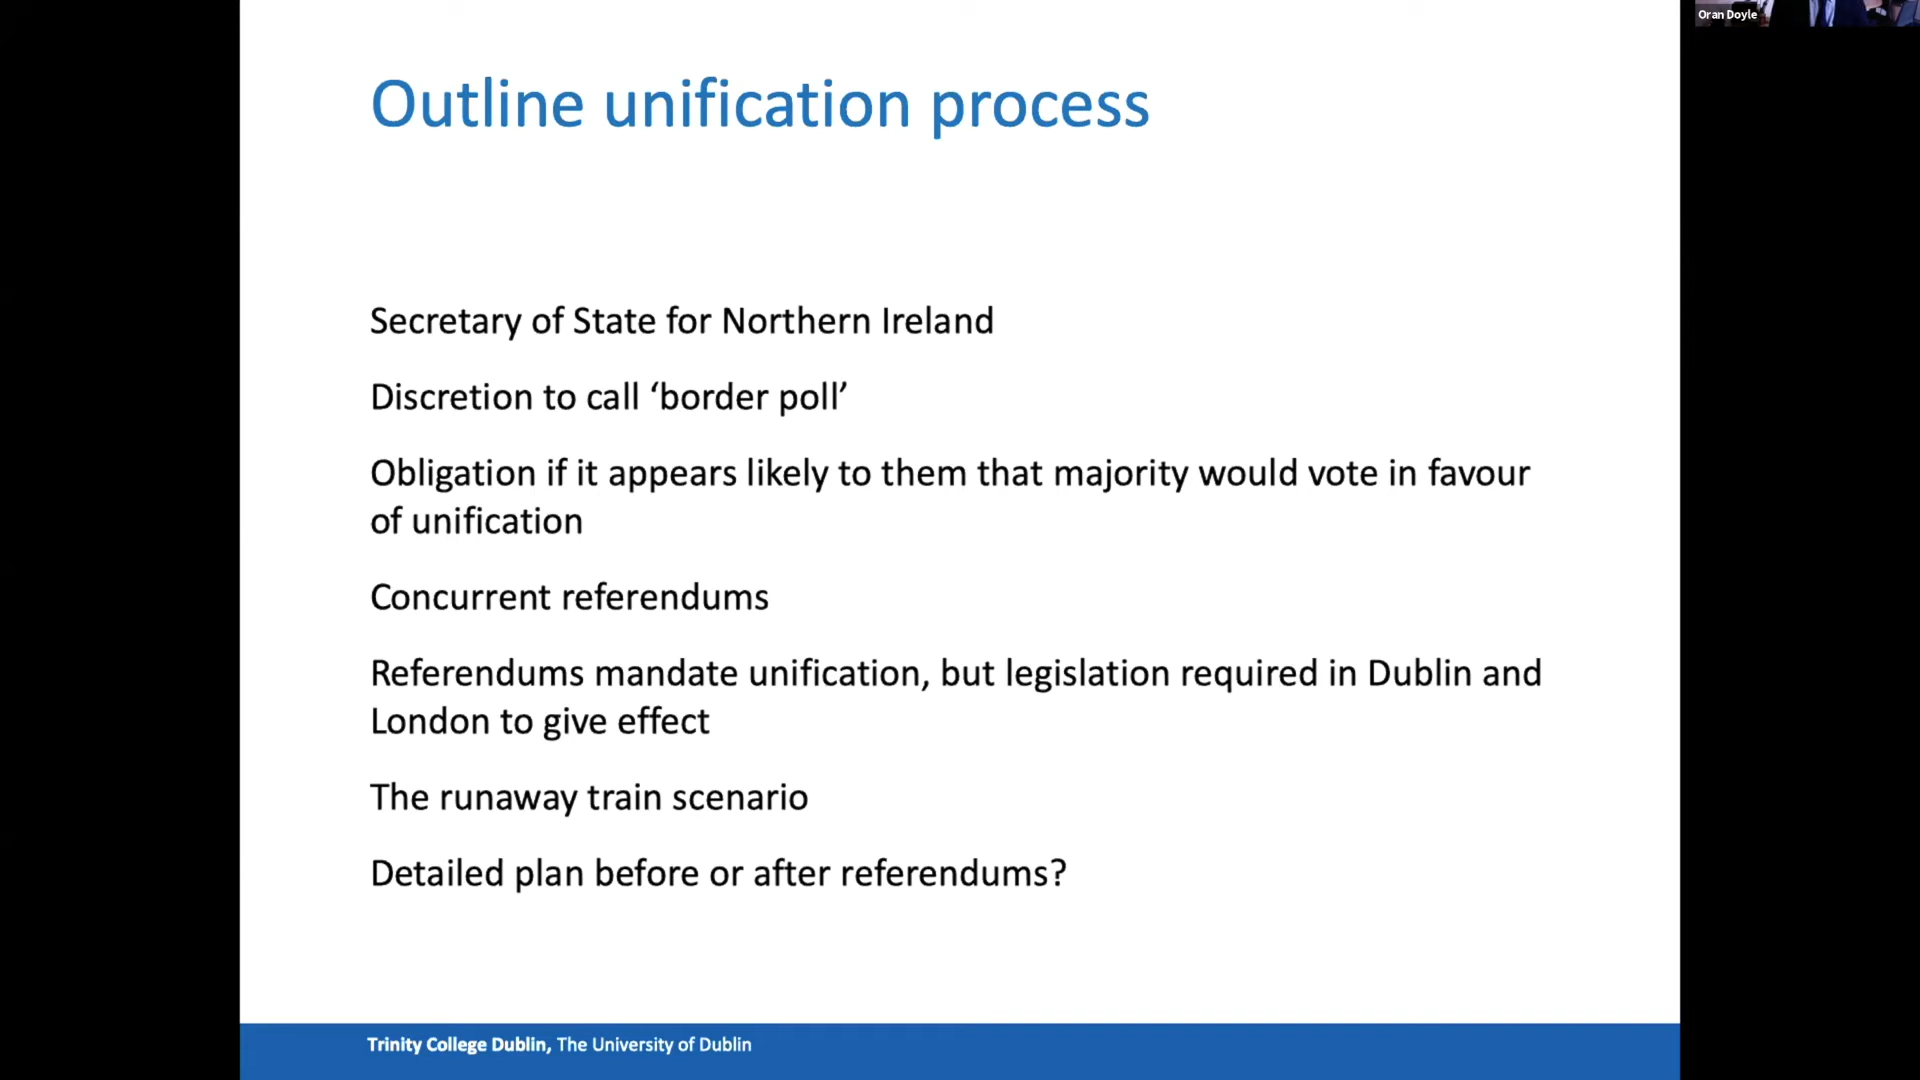 Oran Doyle
Outline unification process
Secretary of State for Northern Ireland
Discretion to call ‘border poll’
Obligation if it appears likely to them that majority would vote in favour
of unification
Concurrent referendums
Referendums mandate unification, but legislation required in Dublin and
London to give effect
The runaway train scenario
Detailed plan before or after referendums?
Trinity College Dublin, The University of Dublin